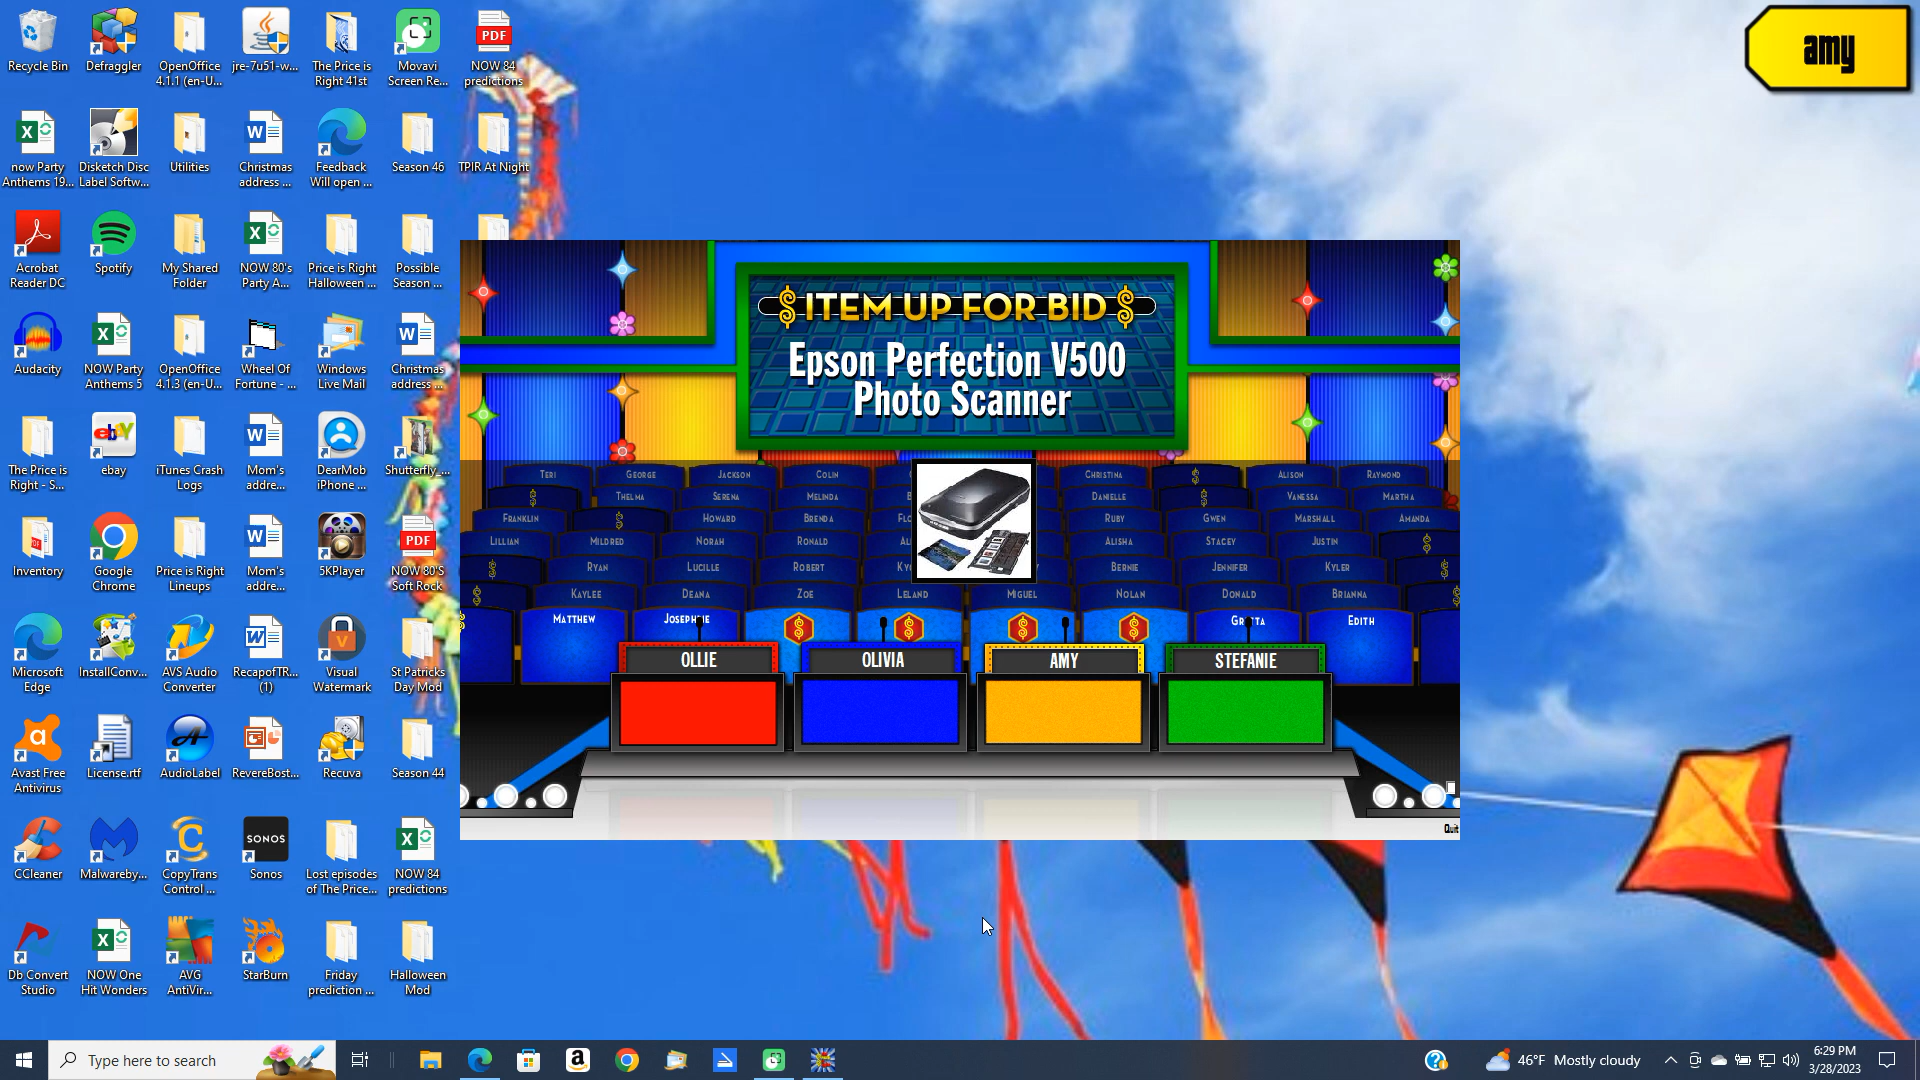 Recycle Bin
Defraggler
OpenOffice
4.1.1 (en-U...
jre-7u51-w...
The Price is
Right 41st
Movavi
Screen Re...
PDF
NOW 84
predictions
amy
now Party
Anthems 19...
Disketch Disc
Label Softw...
Utilities
Christmas
address ...
Feedback
Will open ...
Season 46
TPIR At Night
Acrobat
Reader DC
Spotify
My Shared
Folder
NOW 80's
Party A...
Price is Right
Halloween ...
Possible
Season ...
Audacity
NOW Party
Anthems 5
OpenOffice
4.1.3 (en-U...
Wheel Of
Fortune - ...
Windows
Live Mail
Christmas
address ...
The Price is
Right - S...
ebay
ebay
iTunes Crash
Logs
Mom's
addre...
DearMob
iPhone ...
Shutterfly_...
Inventory
Google
Chrome
Price is Right
Lineups
Mom's
addre...
5KPlayer
PDF
NOW 80'S
Soft Rock
Microsoft
Edge
InstallConv...
AVS Audio
Converter
RecapofTR...
(1)
Visual
Watermark
St Patricks
Day Mod
Avast Free
Antivirus
License.rtf
AudioLabel
RevereBost...
Recuva
Season 44
CCleaner
Malwareby...
CopyTrans
Control ...
SONOS
Sonos
Lost episodes
of The Price...
NOW 84
predictions
Db Convert
Studio
NOW One
Hit Wonders
AVG
AntiVir...
StarBurn
Friday
prediction ...
Halloween
Mod
$ ITEM UP FOR BID $
Epson Perfection V500
Photo Scanner
TERI GEORGE JACKSON COLIN CHRISTINA ALISON RAYMOND
THELMA SERENA MELINDA DANIELLE VANESSA MARTHA
FRANKLIN HOWARD BRENDA RUBY GWEN MARSHALL AMANDA
LILLIAN MILDRED NORAH RONALD ALISHA STACEY JUSTIN
RYAN LUCILLE ROBERT BERNIE JENNIFER KYLER
KAYLEE DEANA ZOE LELAND MIGUEL NOLAN DONALD BRIANNA
MATTHEW EDITH
OLLIE OLIVIA AMY STEFANIE
Quit
Type here to search
46°F Mostly cloudy
6:29 PM
3/28/2023